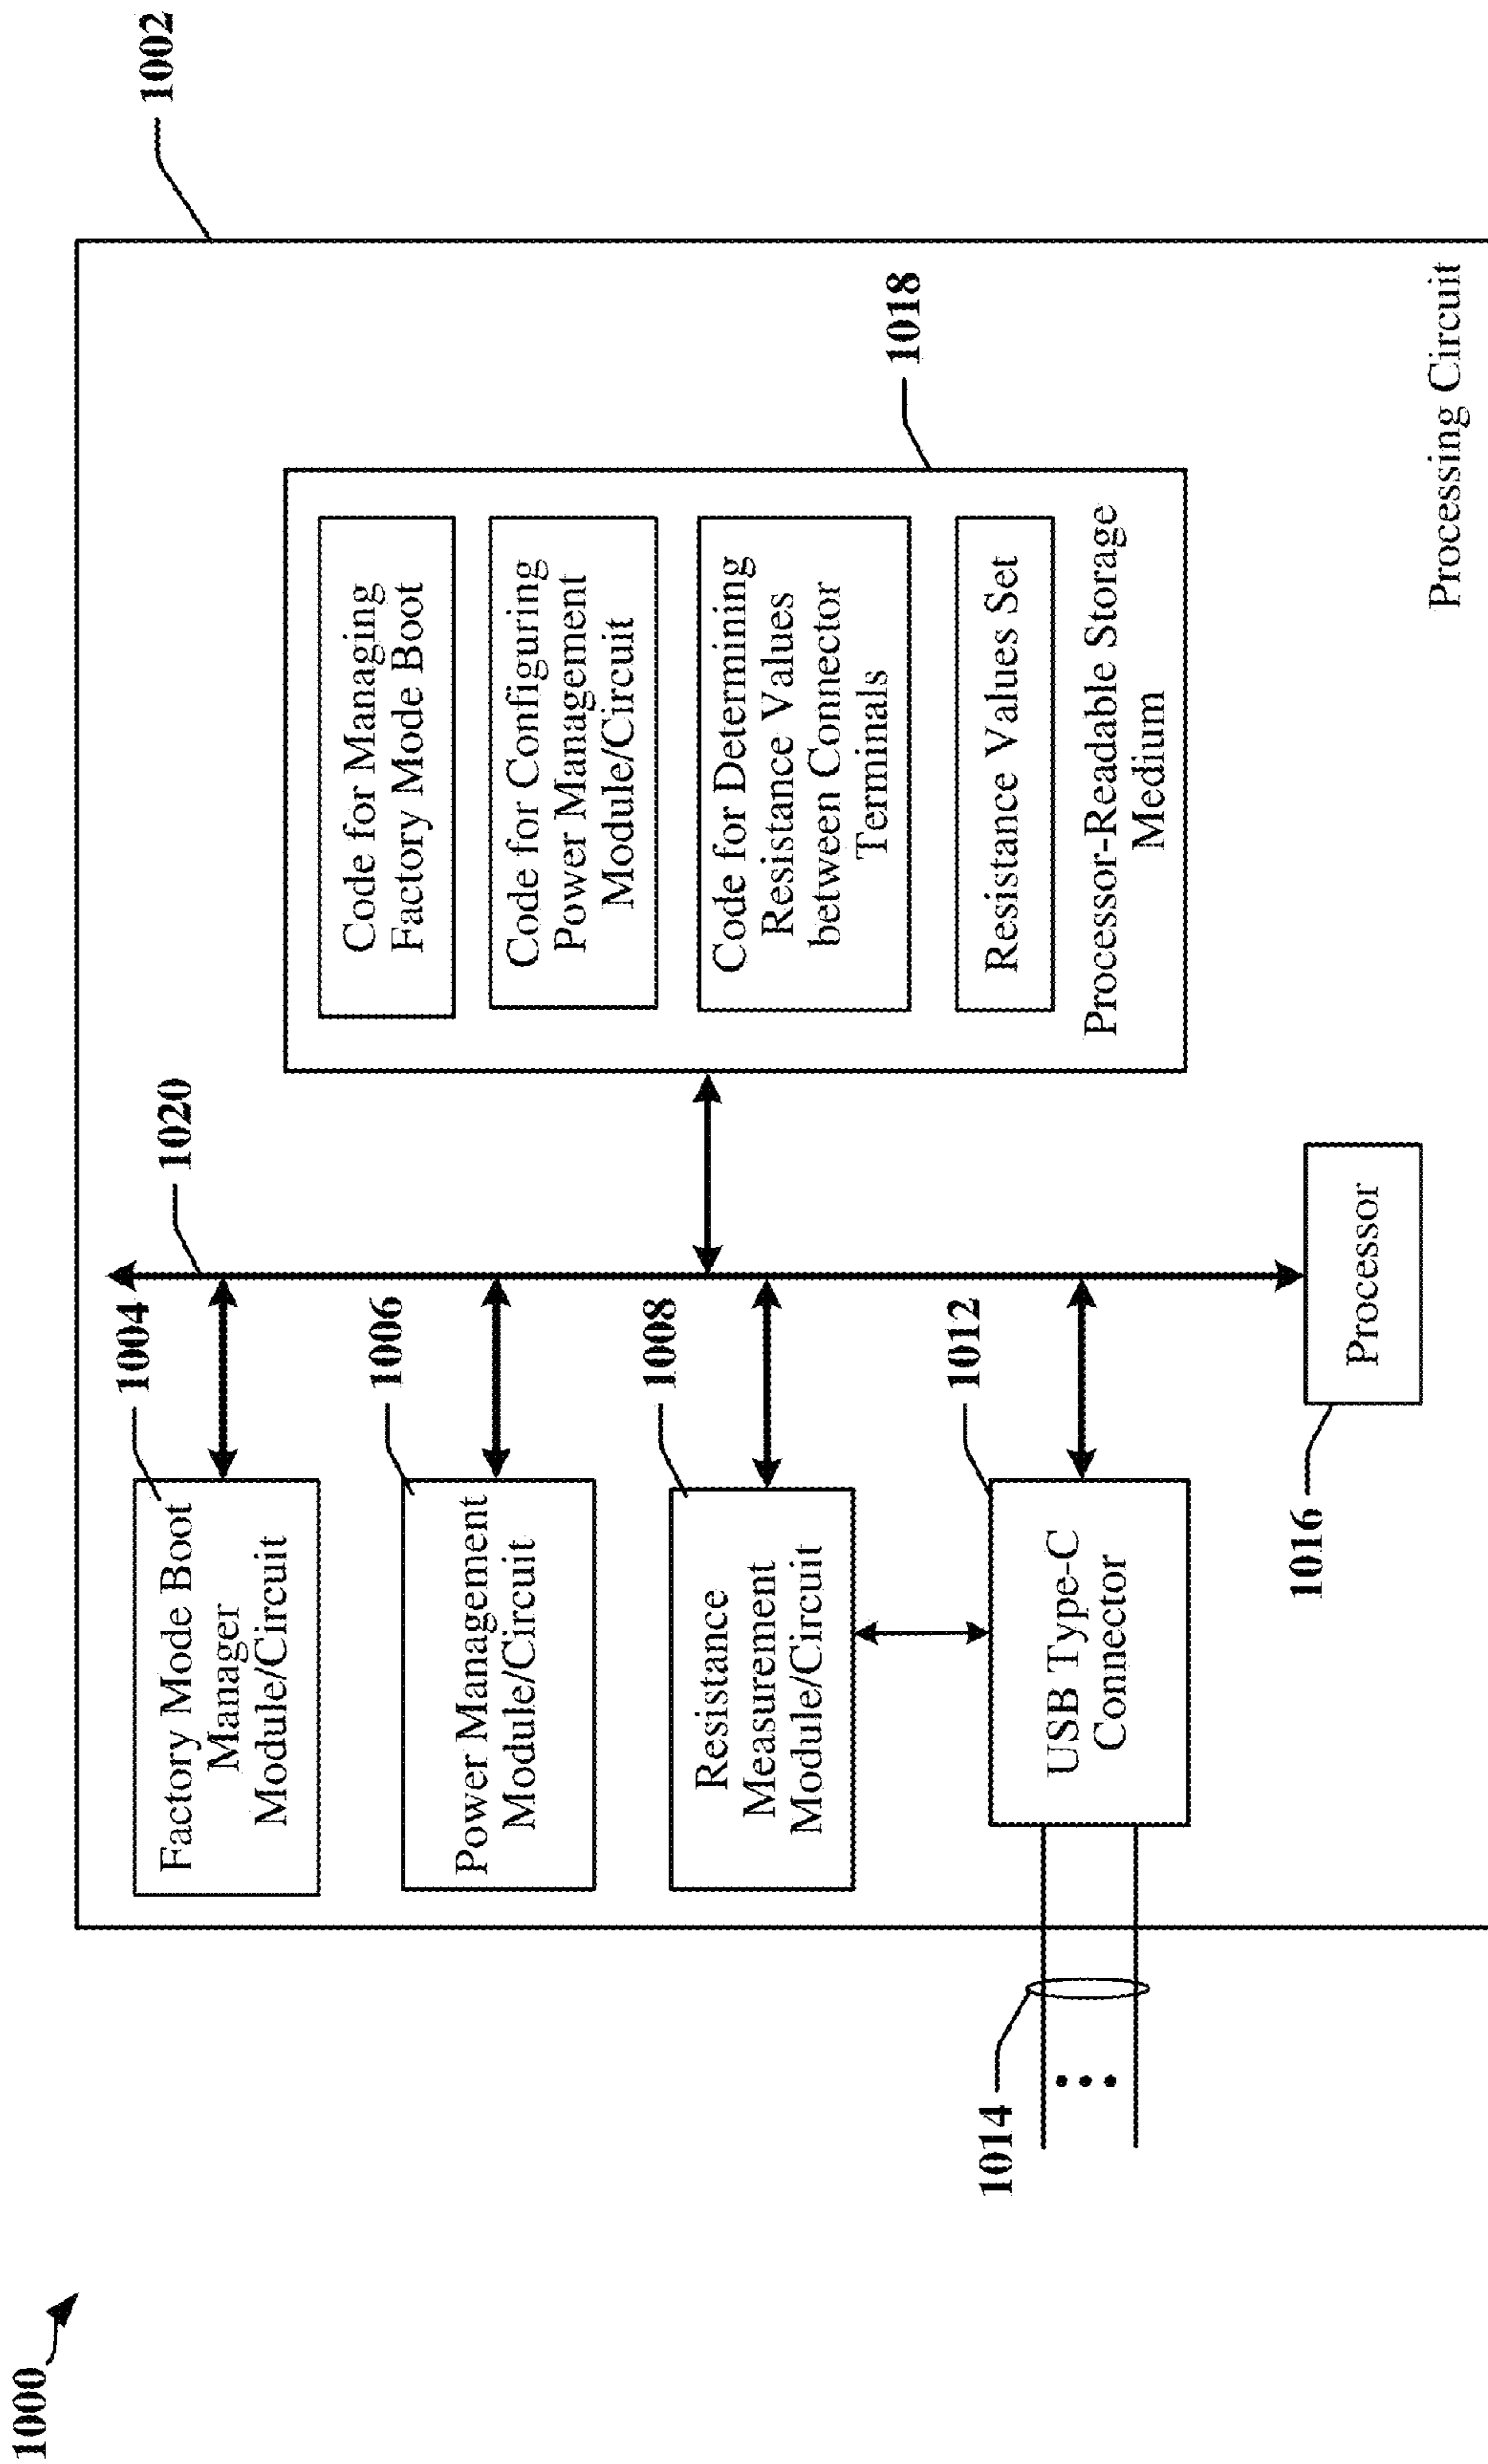 1000
1002
1020
1004
Factory Mode Boot
Manager
Module/Circuit
1006
Power Management
Module/Circuit
1008
Resistance
Measurement
Module/Circuit
1012
USB Type-C
Connector
1014
1016
Processor
1018
Code for Managing
Factory Mode Boot
Code for Configuring
Power Management
Module/Circuit
Code for Determining
Resistance Values
between Connector
Terminals
Resistance Values Set
Processor-Readable Storage
Medium
Processing Circuit